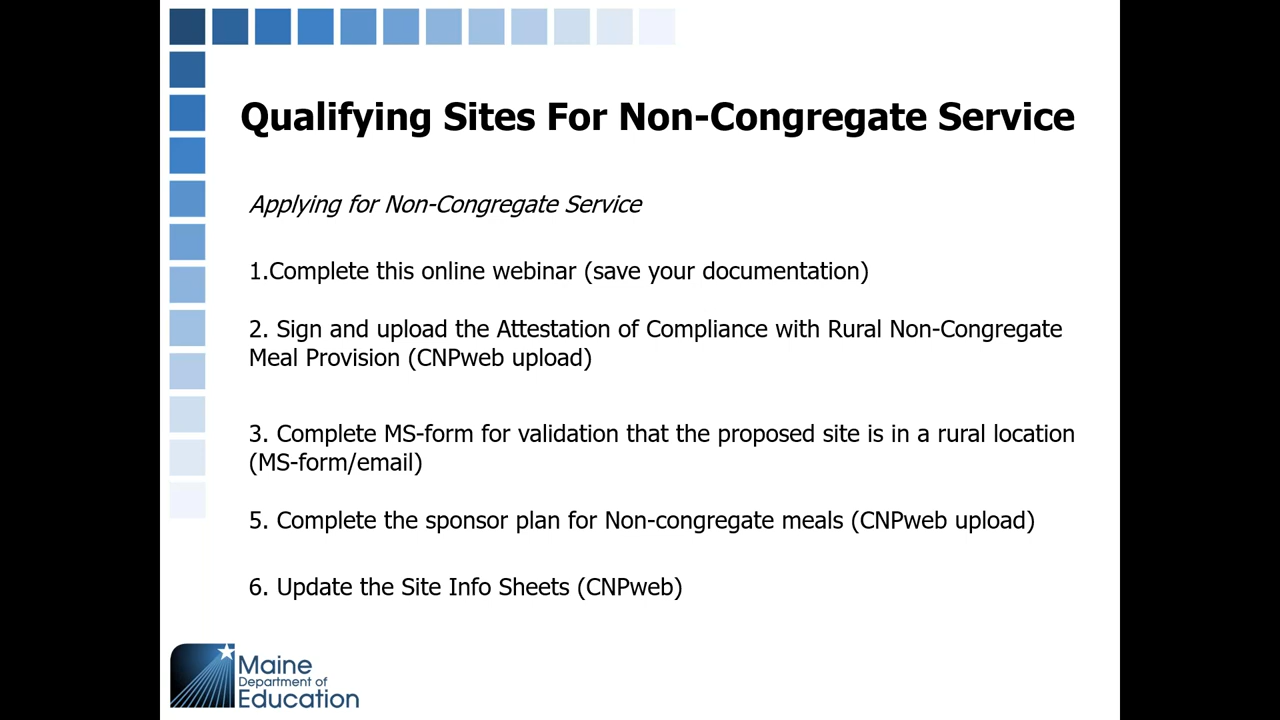 Qualifying Sites For Non-Congregate Service
Applying for Non-Congregate Service
1.Complete this online webinar (save your documentation)
2. Sign and upload the Attestation of Compliance with Rural Non-Congregate
Meal Provision (CNPweb upload)
3. Complete MS-form for validation that the proposed site is in a rural location
(MS-form/email)
5. Complete the sponsor plan for Non-congregate meals (CNPweb upload)
6. Update the Site Info Sheets (CNPweb)
Maine
Department of
Education